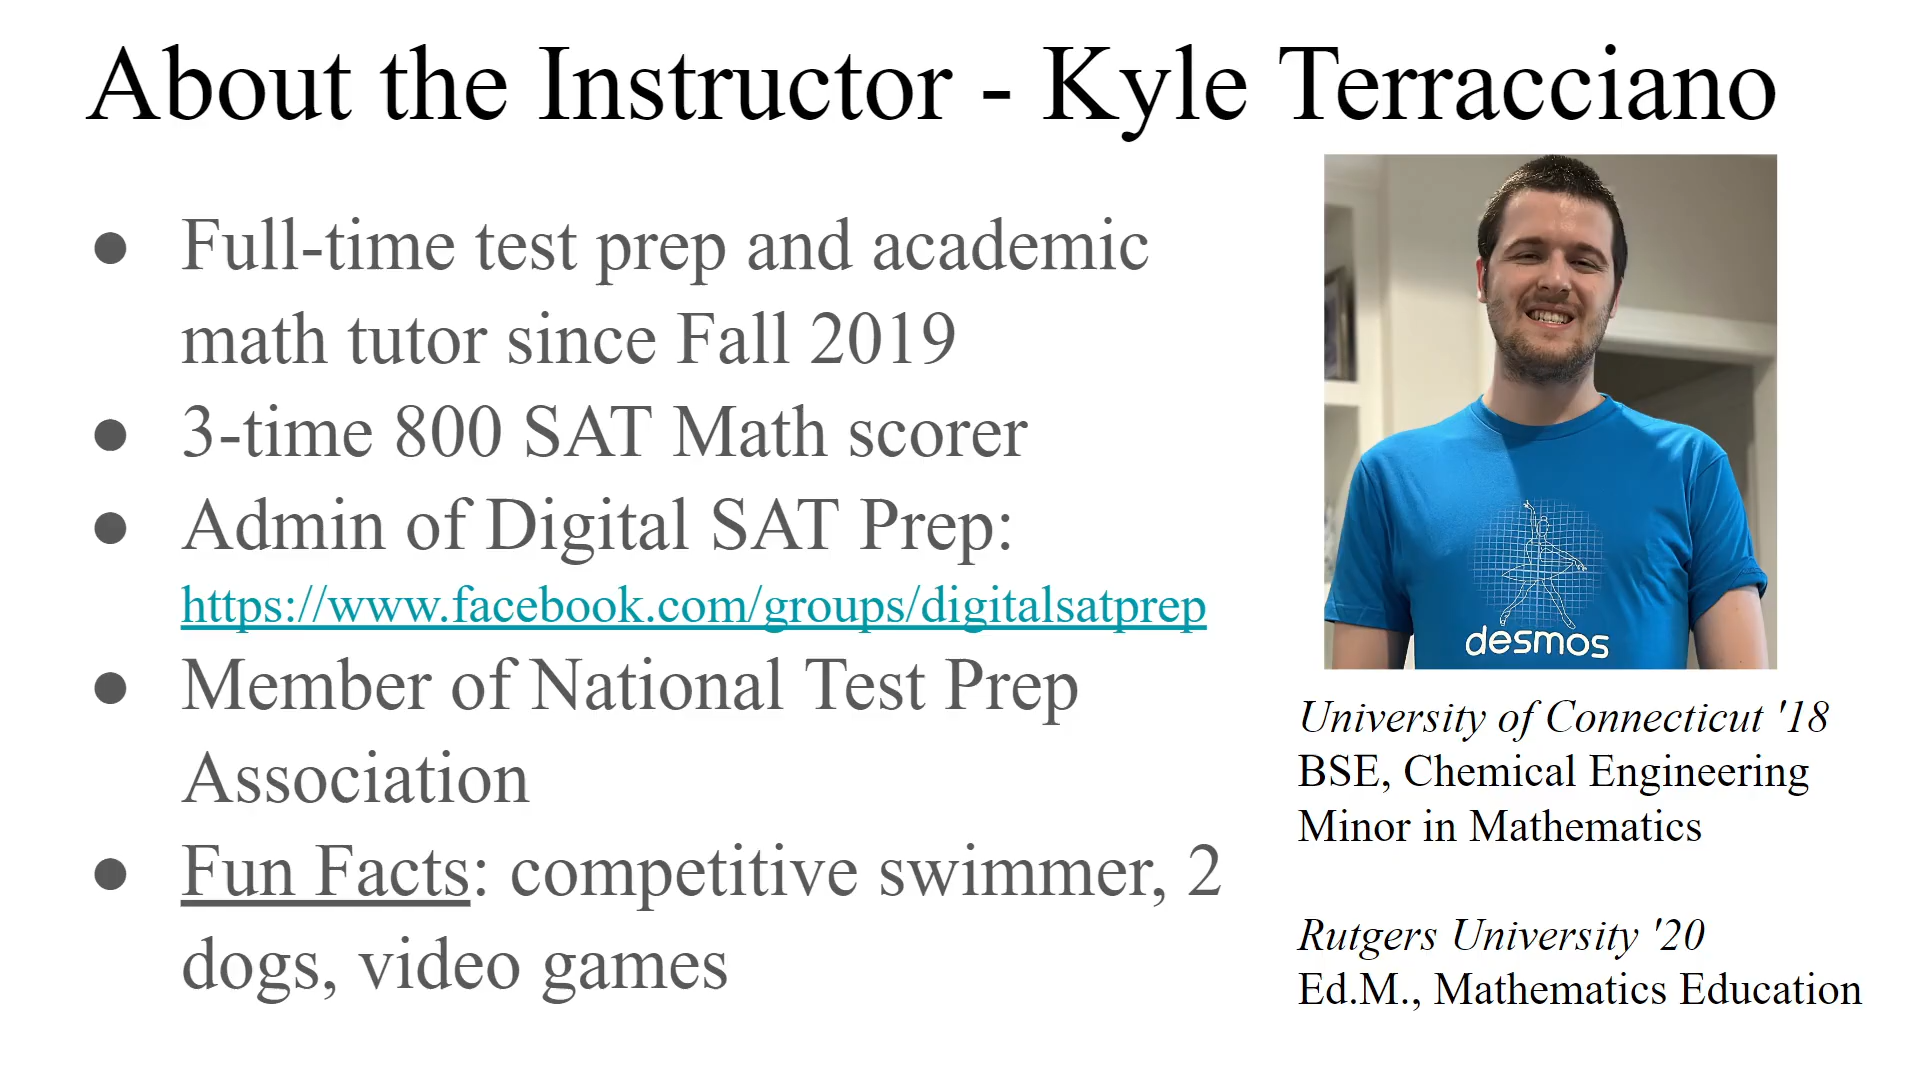 About the Instructor - Kyle Terracciano
● Full-time test prep and academic
math tutor since Fall 2019
● 3-time 800 SAT Math scorer
● Admin of Digital SAT Prep:
https://www.facebook.com/groups/digitalsatprep
● Member of National Test Prep
Association
● Fun Facts: competitive swimmer, 2
dogs, video games
desmos
University of Connecticut '18
BSE, Chemical Engineering
Minor in Mathematics
Rutgers University '20
Ed.M., Mathematics Education